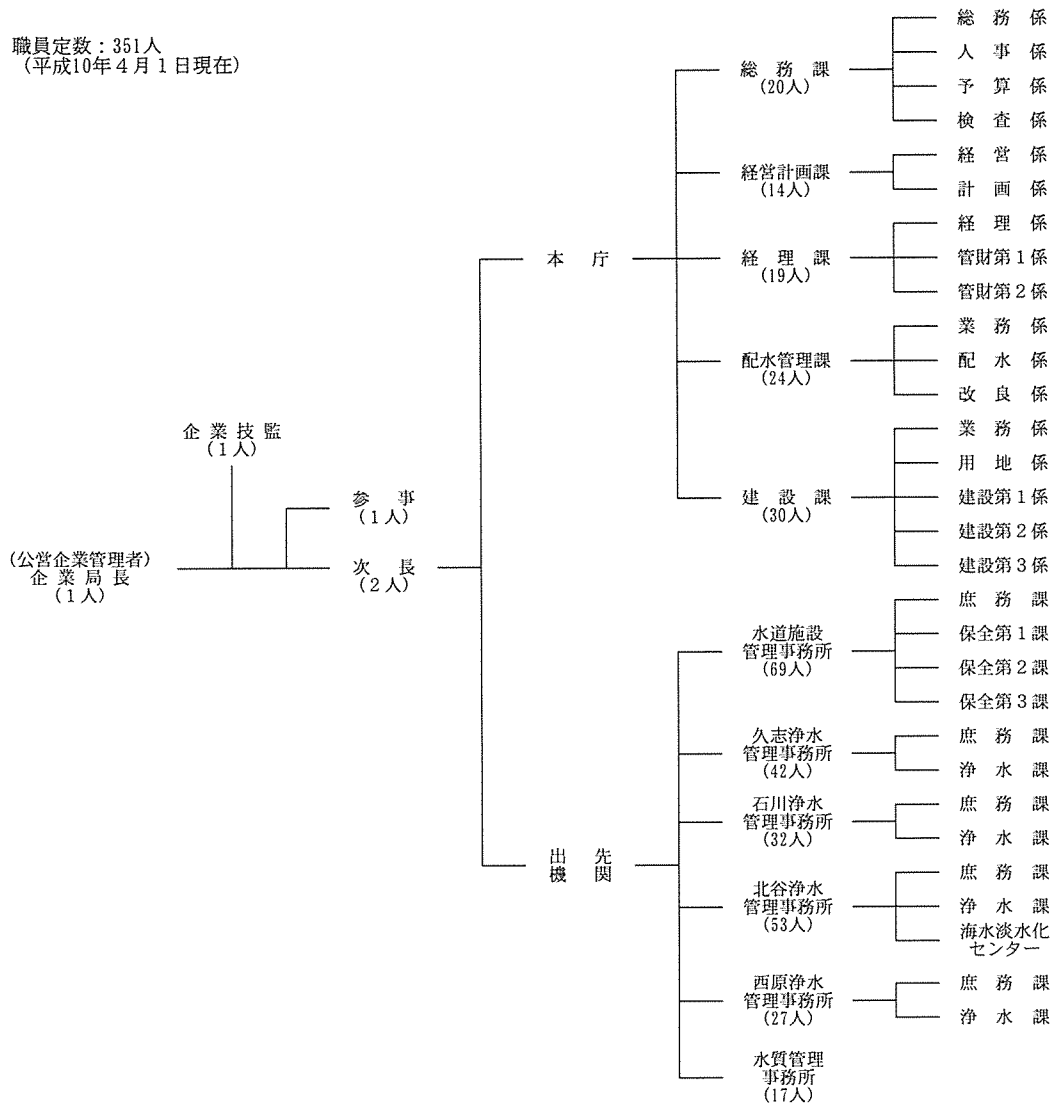 職員定数：351人
（平成10年４月１日現在）
(公営企業管理者)
企業局長
(１人)
企業技監
(１人)
参事
(１人)
次長
(２人)
本庁
総務課
(20人)
総務係
人事係
予算係
検査係
経営計画課
(14人)
経営係
計画係
経理課
(19人)
経理係
管財第１係
管財第２係
配水管理課
(24人)
業務係
配水係
改良係
建設課
(30人)
業務係
用地係
建設第１係
建設第２係
建設第３係
出先
機関
水道施設
管理事務所
(69人)
庶務課
保全第１課
保全第２課
保全第３課
久志浄水
管理事務所
(42人)
庶務課
浄水課
石川浄水
管理事務所
(32人)
庶務課
浄水課
北谷浄水
管理事務所
(53人)
庶務課
浄水課
海水淡水化
センター
西原浄水
管理事務所
(27人)
庶務課
浄水課
水質管理
事務所
(17人)